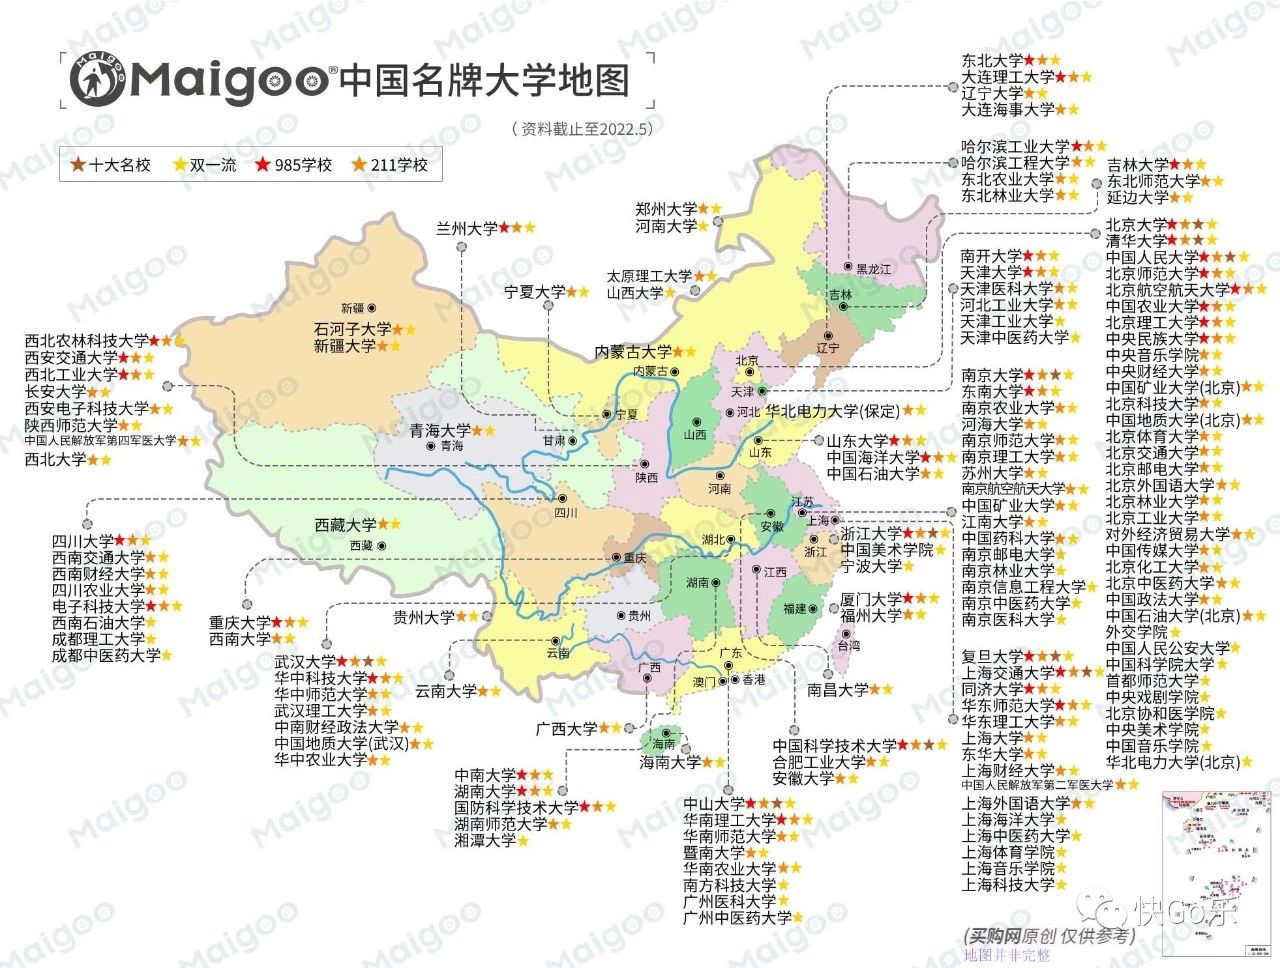 Maigoo®中国名牌大学地图
（资料截止至2022.5）
★十大名校 ★双一流 ★985学校 ★211学校
东北大学★★★
大连理工大学★★★
辽宁大学★★
大连海事大学★★
哈尔滨工业大学★★★
哈尔滨工程大学★★
东北农业大学★★
东北林业大学★★
吉林大学★★★
东北师范大学★★
延边大学★★
郑州大学★★
河南大学★
兰州大学★★★
太原理工大学★★
山西大学★
宁夏大学★★
石河子大学★★
新疆大学★★
内蒙古大学★★
西北农林科技大学★★★
西安交通大学★★★
西北工业大学★★★
长安大学★★
西安电子科技大学★★
陕西师范大学★★
中国人民解放军第四军医大学★★
西北大学★★
青海大学★★
西藏大学★★
华北电力大学(保定)★★
山东大学★★★
中国海洋大学★★★
中国石油大学★★
浙江大学★★★★
中国美术学院★
宁波大学★
厦门大学★★★
福州大学★★
四川大学★★★
西南交通大学★★
西南财经大学★★
四川农业大学★★
电子科技大学★★★
西南石油大学★
成都理工大学★
成都中医药大学★
重庆大学★★★
西南大学★★
贵州大学★★
武汉大学★★★★
华中科技大学★★★
华中师范大学★★
武汉理工大学★★
中南财经政法大学★★
中国地质大学(武汉)★★
华中农业大学★★
云南大学★★
广西大学★★
中南大学★★★
湖南大学★★★
国防科学技术大学★★★
湖南师范大学★★
湘潭大学★
海南大学★★
南昌大学★★
中国科学技术大学★★★★
合肥工业大学★★
安徽大学★★
中山大学★★★★
华南理工大学★★★
华南师范大学★★
暨南大学★★
华南农业大学★★
南方科技大学★
广州医科大学★
广州中医药大学★
南开大学★★★
天津大学★★★
天津医科大学★★
河北工业大学★★
天津工业大学★
天津中医药大学★
南京大学★★★★
东南大学★★★
南京农业大学★★
河海大学★★
南京师范大学★★
南京理工大学★★
苏州大学★★
南京航空航天大学★★
中国矿业大学★★
江南大学★★
中国药科大学★★
南京邮电大学★
南京林业大学★
南京信息工程大学★
南京中医药大学★
南京医科大学★
复旦大学★★★★
上海交通大学★★★★
同济大学★★★
华东师范大学★★★
华东理工大学★★
上海大学★★
东华大学★★
上海财经大学★★
中国人民解放军第二军医大学★★
上海外国语大学★★
上海海洋大学★
上海中医药大学★
上海体育学院★
上海音乐学院★
上海科技大学★
北京大学★★★★
清华大学★★★★
中国人民大学★★★★
北京师范大学★★★
北京航空航天大学★★★
中国农业大学★★★
北京理工大学★★★
中央民族大学★★★
中央音乐学院★★
中央财经大学★★
中国矿业大学(北京)★★
北京科技大学★★
中国地质大学(北京)★★
北京体育大学★★
北京交通大学★★
北京邮电大学★★
北京外国语大学★★
北京林业大学★★
北京工业大学★★
对外经济贸易大学★★
中国传媒大学★★
北京化工大学★★
北京中医药大学★★
中国政法大学★★
中国石油大学(北京)★★
外交学院★
中国人民公安大学★
中国科学院大学★
首都师范大学★
中央戏剧学院★
北京协和医学院★
中央美术学院★
中国音乐学院★
华北电力大学(北京)★
黑龙江
吉林
辽宁
新疆
内蒙古
北京
天津
河北
山西
山东
宁夏
甘肃
青海
陕西
河南
江苏
安徽
上海
浙江
湖北
四川
重庆
西藏
湖南
江西
福建
台湾
贵州
云南
广西
广东
澳门
香港
海南
快Go乐
(买购网原创 仅供参考)
地图并非完整